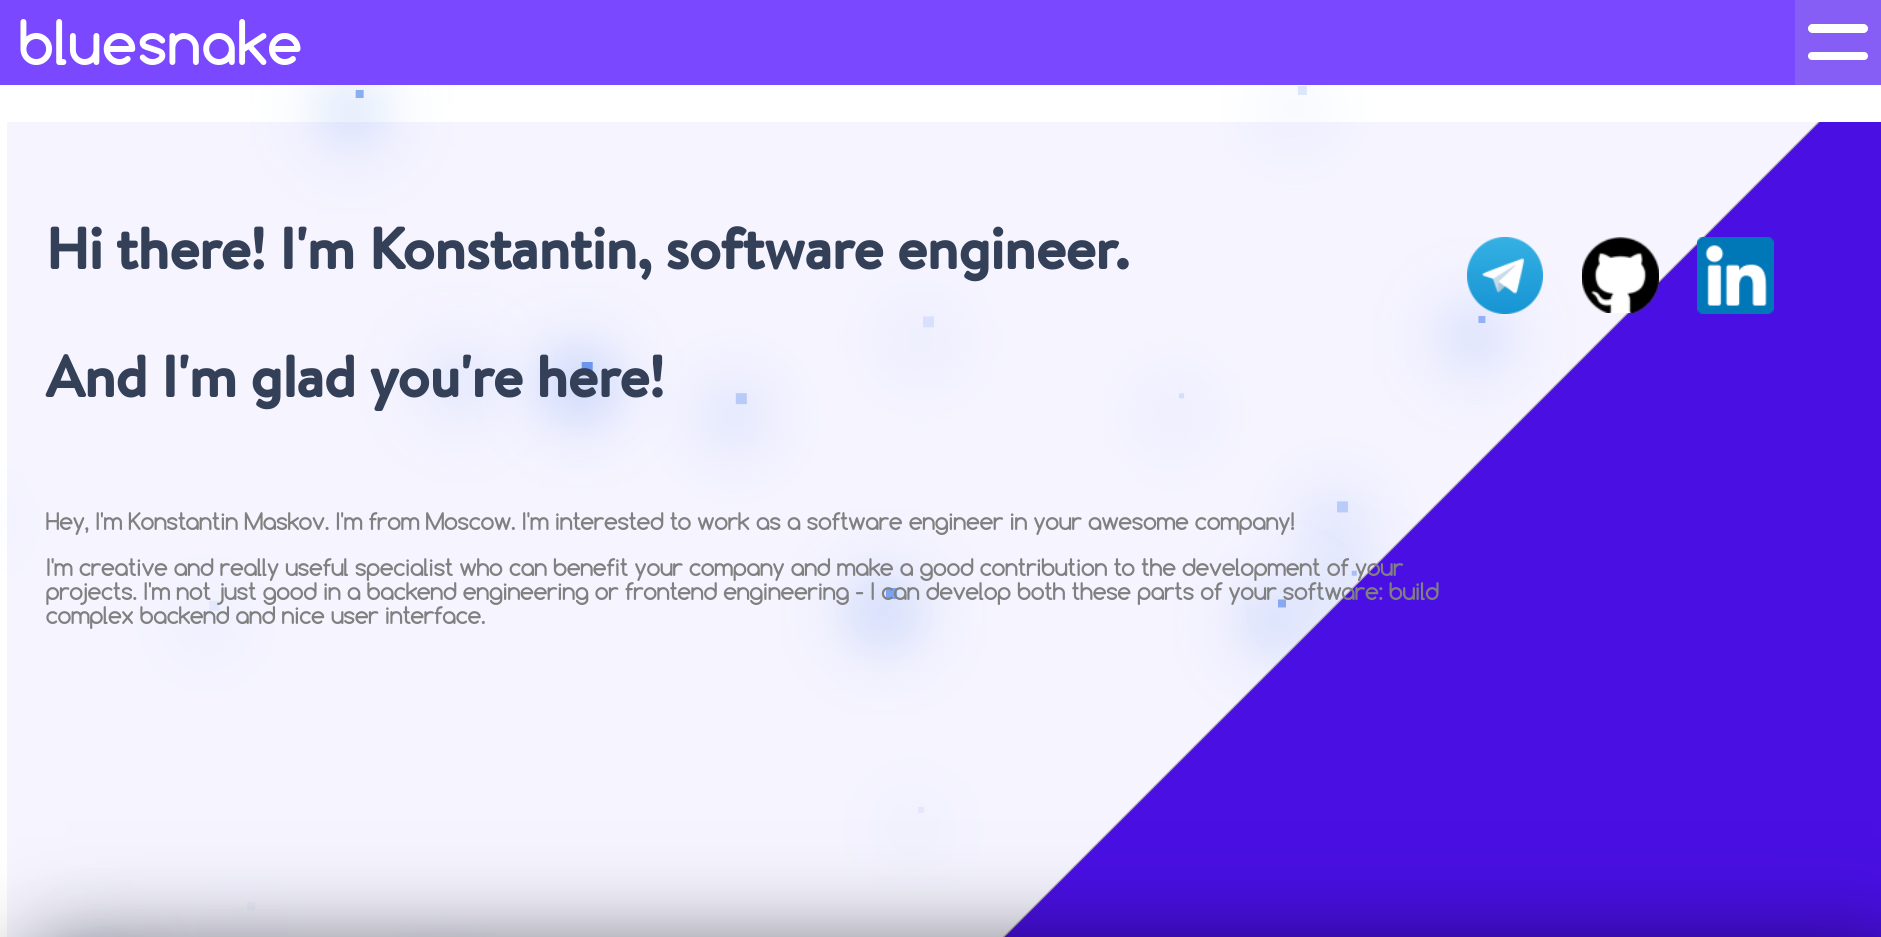 bluesnake
Hi there! I'm Konstantin, software engineer.
And I'm glad you're here!
in
Hey, I'm Konstantin Maskov. I'm from Moscow. I'm interested to work as a software engineer in your awesome company!
I'm creative and really useful specialist who can benefit your company and make a good contribution to the development of your
projects. I'm not just good in a backend engineering or frontend engineering - I can develop both these parts of your software: build
complex backend and nice user interface.